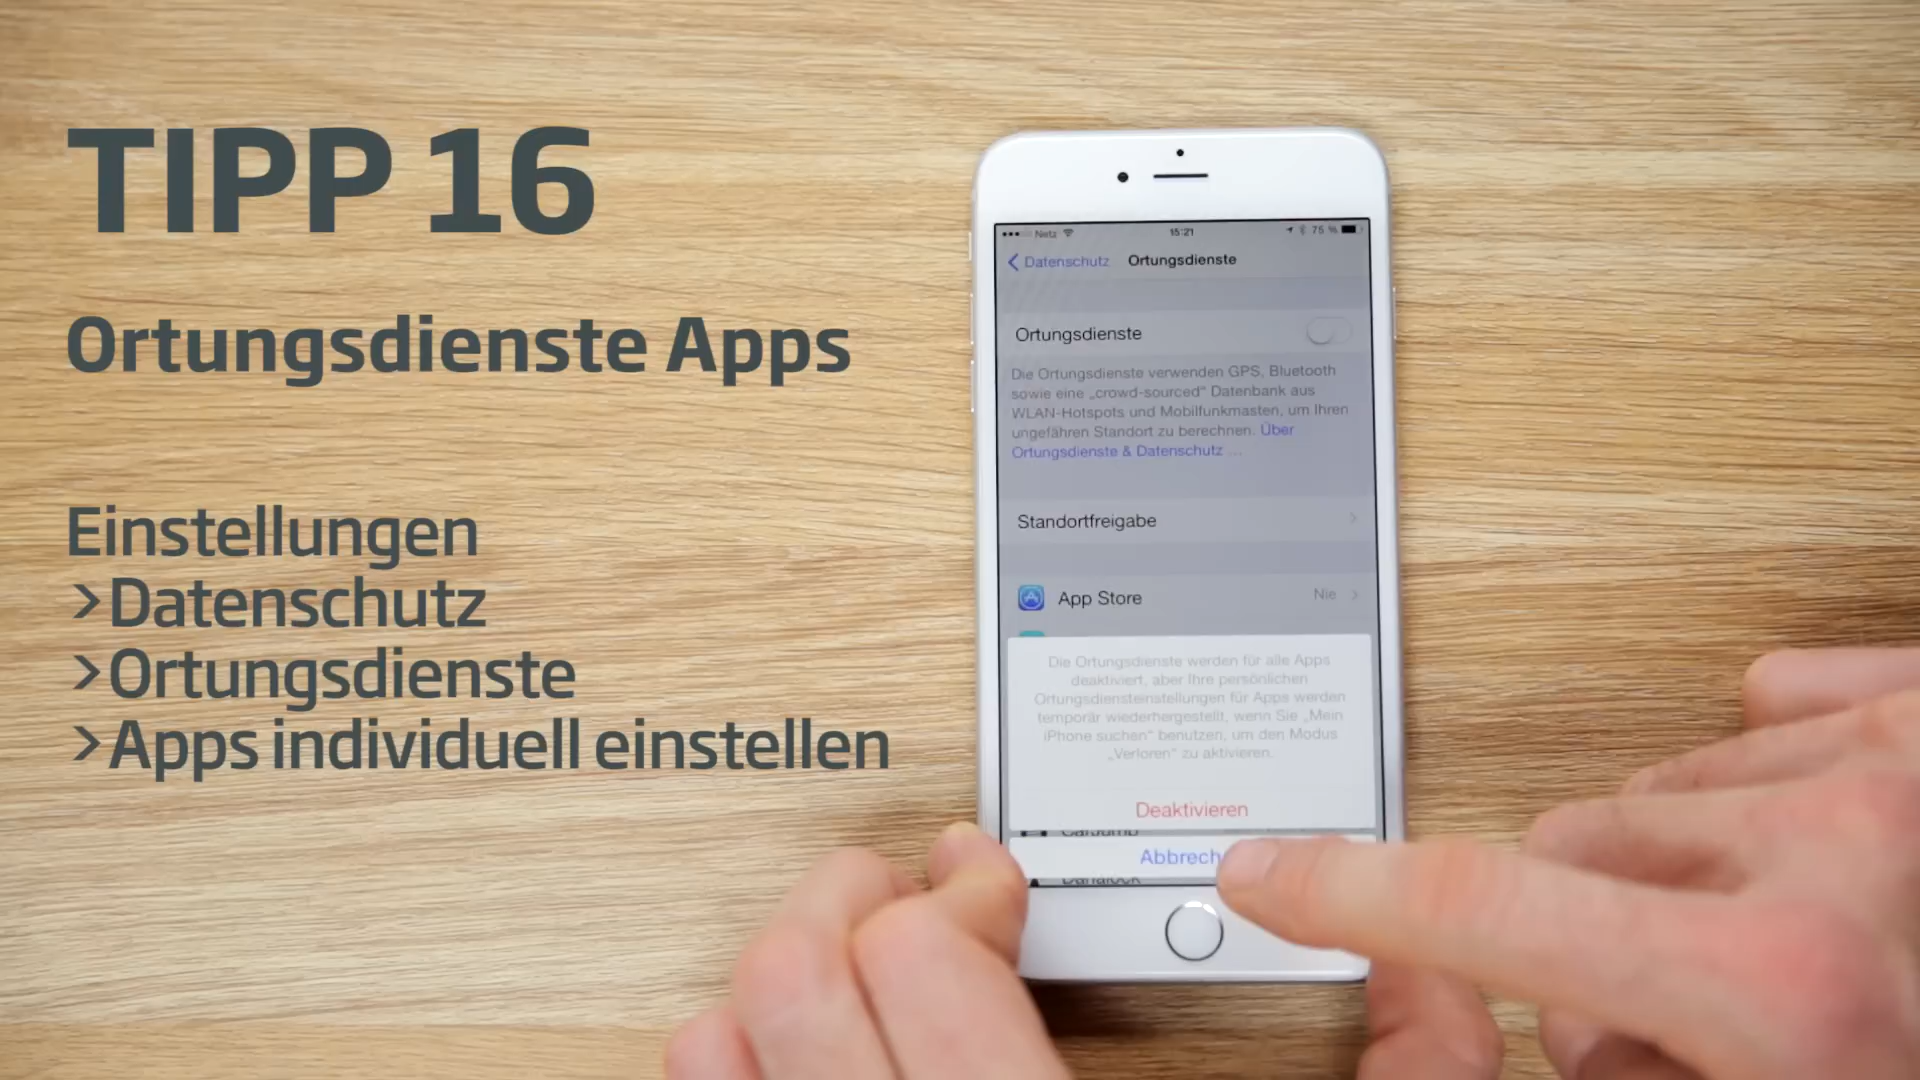 TIPP 16
Ortungsdienste Apps
Einstellungen
>Datenschutz
>Ortungsdienste
>Apps individuell einstellen
Netz 15:21 75 %
Datenschutz Ortungsdienste
Ortungsdienste
Die Ortungsdienste verwenden GPS, Bluetooth
sowie eine „crowd-sourced“ Datenbank aus
WLAN-Hotspots und Mobilfunkmasten, um Ihren
ungefähren Standort zu berechnen. Über
Ortungsdienste & Datenschutz ...
Standortfreigabe
App Store Nie
Die Ortungsdienste werden für alle Apps
deaktiviert, aber Ihre persönlichen
Ortungsdiensteinstellungen für Apps werden
temporär wiederhergestellt, wenn Sie „Mein
iPhone suchen“ benutzen, um den Modus
„Verloren“ zu aktivieren.
Deaktivieren
Abbrech